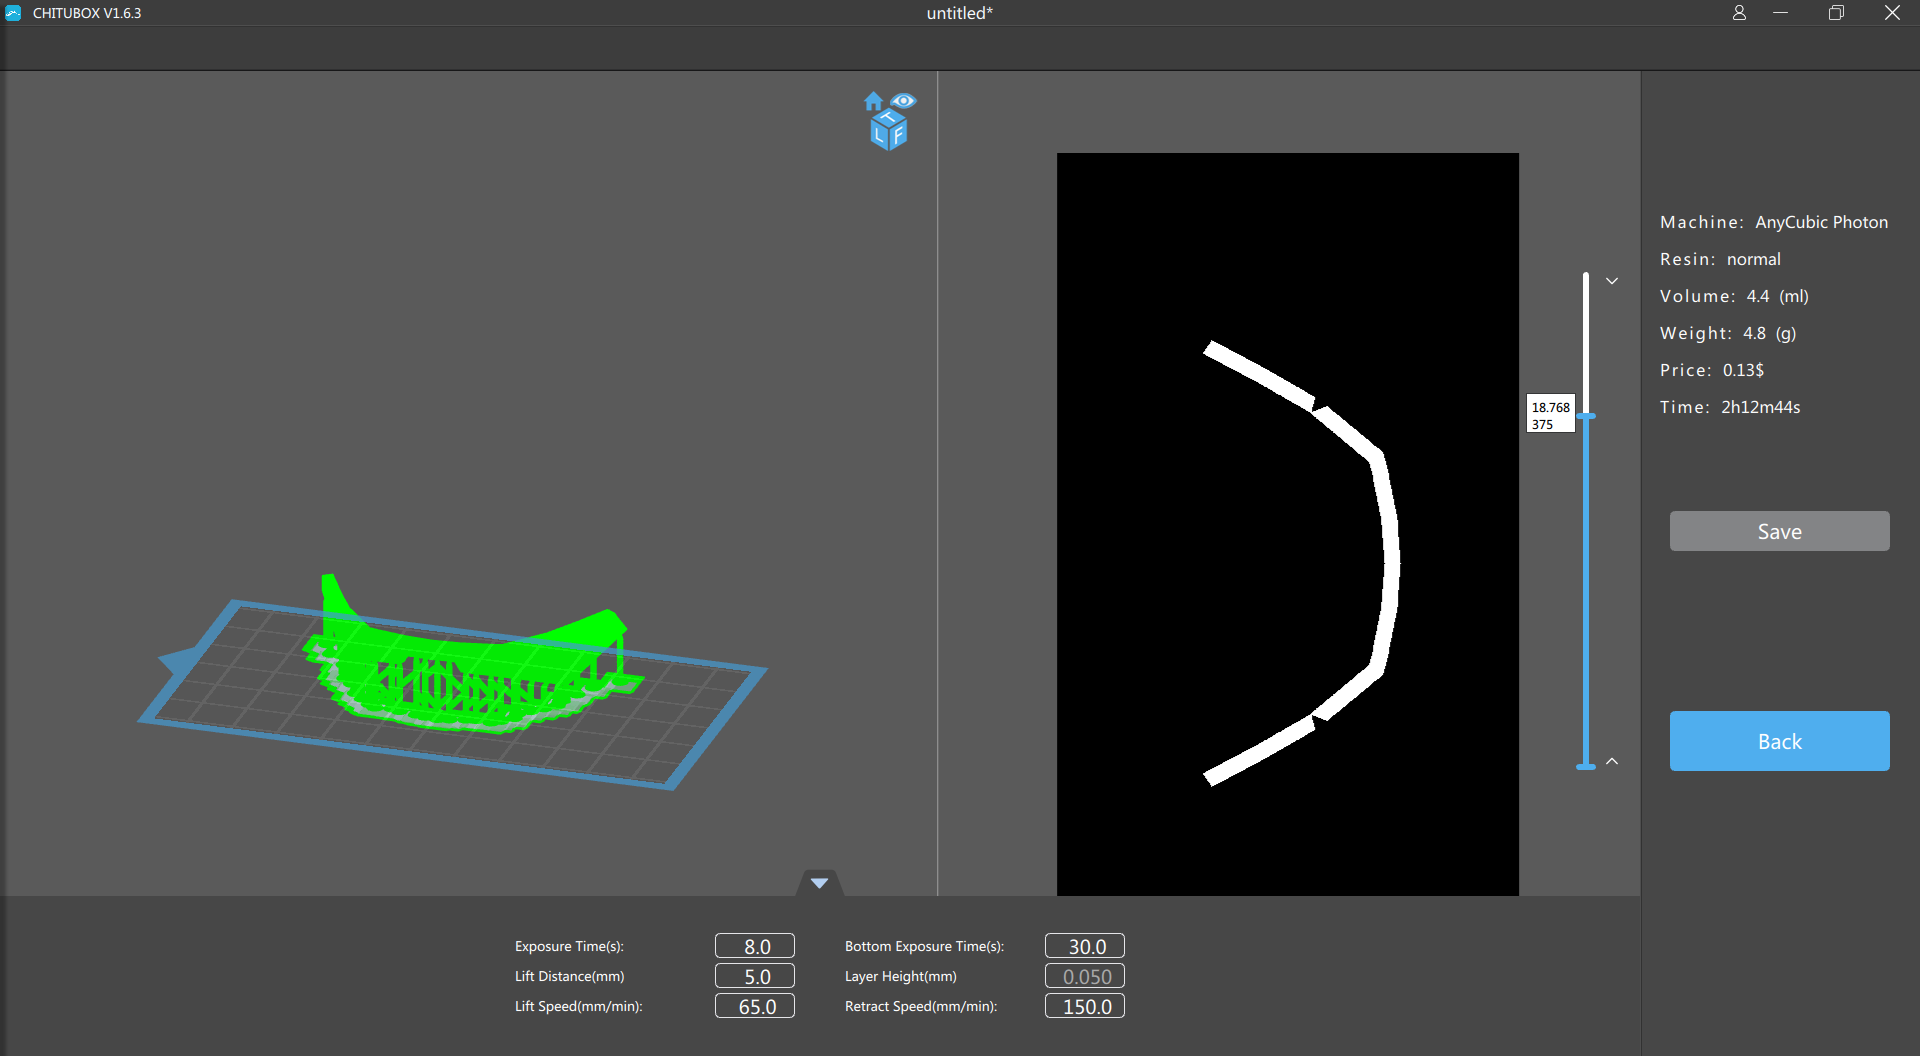 CHITUBOX V1.6.3
untitled*
T
L F
18.768
375
Machine: AnyCubic Photon
Resin: normal
Volume: 4.4 (ml)
Weight: 4.8 (g)
Price: 0.13$
Time: 2h12m44s
Save
Back
Exposure Time(s): 8.0 Bottom Exposure Time(s): 30.0
Lift Distance(mm) 5.0 Layer Height(mm) 0.050
Lift Speed(mm/min): 65.0 Retract Speed(mm/min): 150.0